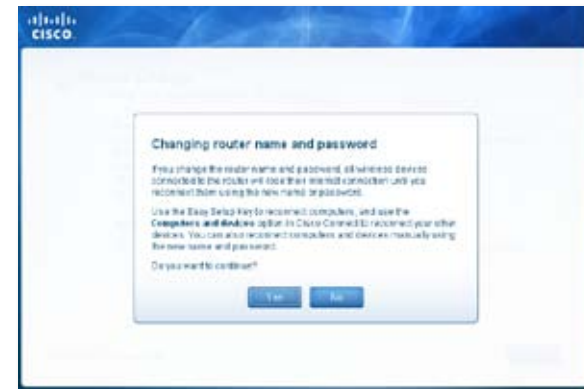 CISCO
Changing router name and password
If you change the router name and password, all wireless devices
connected to the router will lose their internet connection until you
reconnect them using the new name or password.
Use the Easy Setup Key to reconnect computers, and use the
Computers and devices option in Cisco Connect to reconnect your other
devices. You can also reconnect computers and devices manually using
the new name and password.
Do you want to continue?
Yes
No